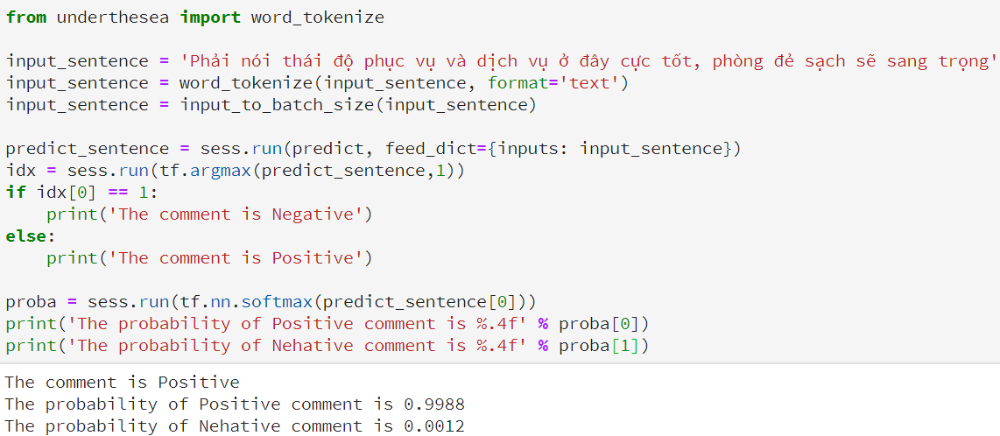 from underthesea import word_tokenize
input_sentence = 'Phải nói thái độ phục vụ và dịch vụ ở đây cực tốt, phòng đẻ sạch sẽ sang trọng'
input_sentence = word_tokenize(input_sentence, format='text')
input_sentence = input_to_batch_size(input_sentence)
predict_sentence = sess.run(predict, feed_dict={inputs: input_sentence})
idx = sess.run(tf.argmax(predict_sentence,1))
if idx[0] == 1:
    print('The comment is Negative')
else:
    print('The comment is Positive')
proba = sess.run(tf.nn.softmax(predict_sentence[0]))
print('The probability of Positive comment is %.4f' % proba[0])
print('The probability of Nehative comment is %.4f' % proba[1])
The comment is Positive
The probability of Positive comment is 0.9988
The probability of Nehative comment is 0.0012